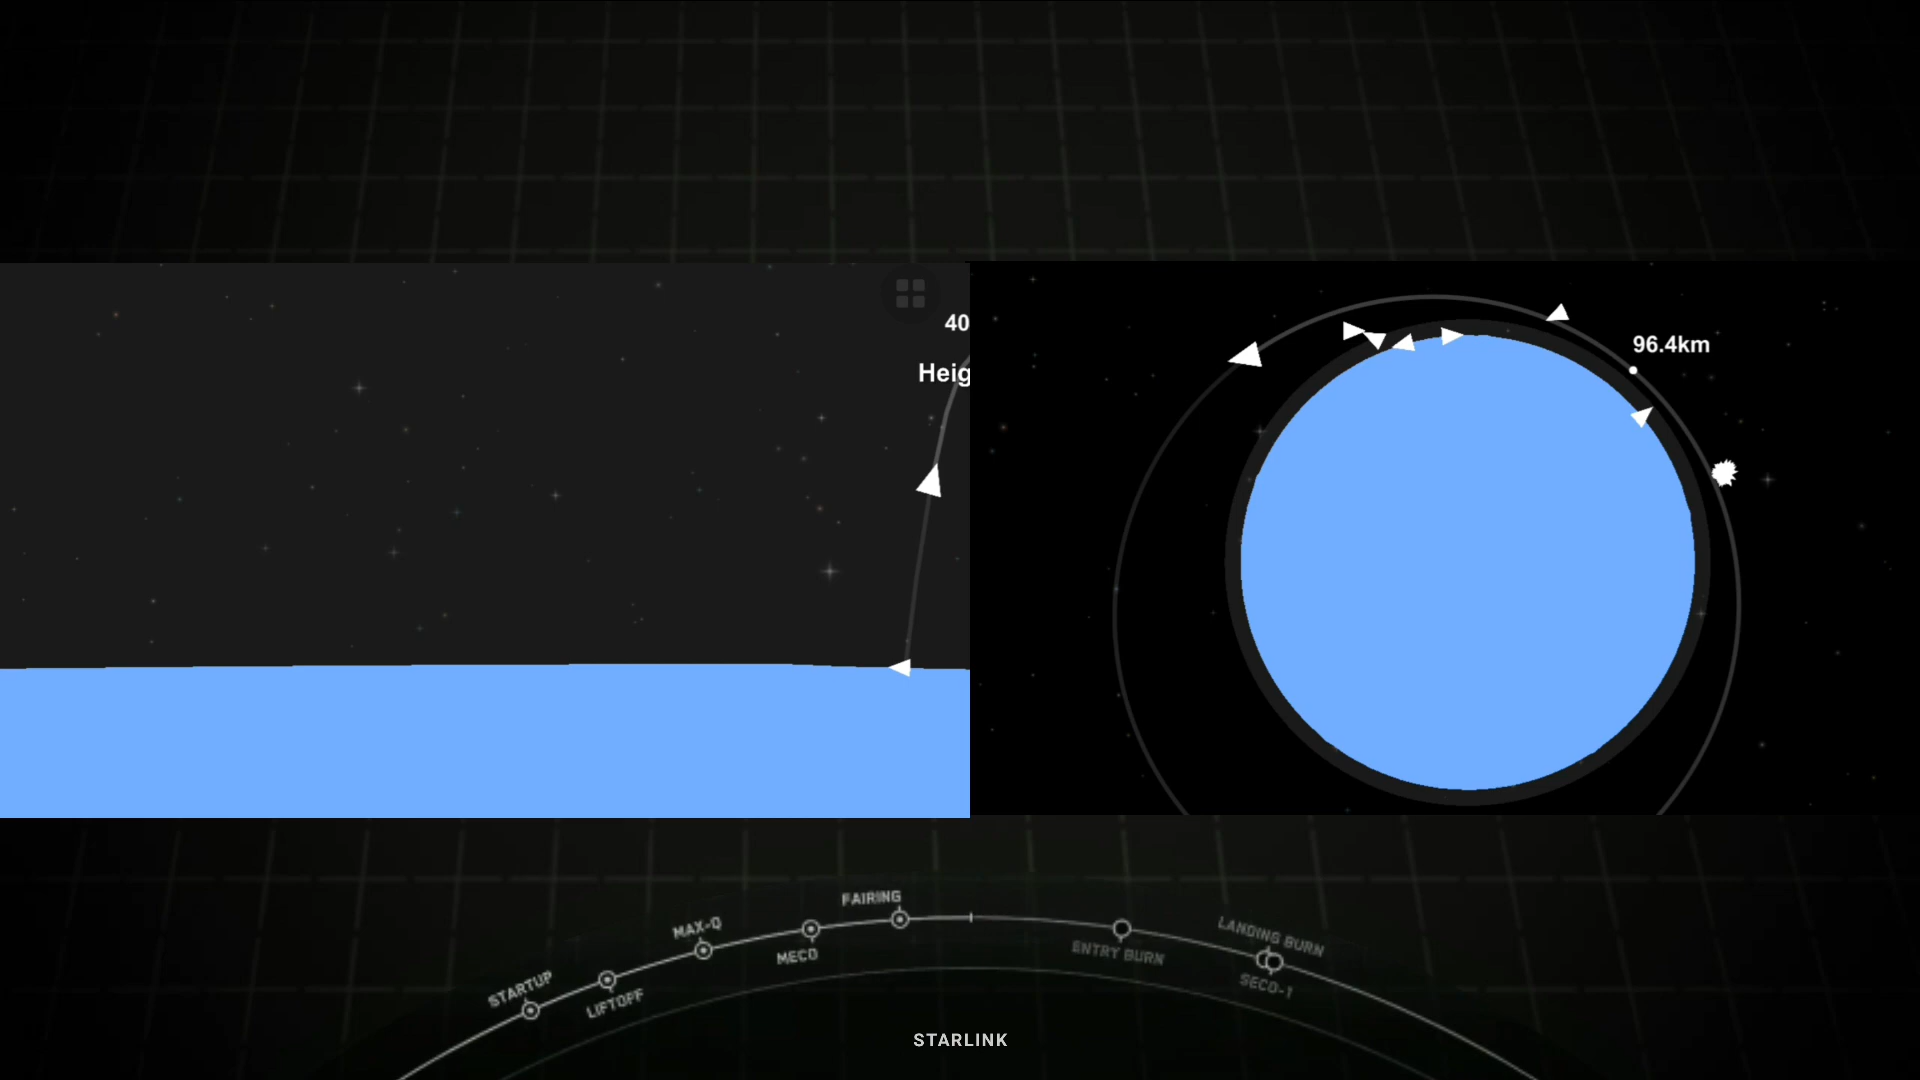 40
Heig
96.4km
FAIRING
MAX-Q
MECO
STARTUP
LIFTOFF
ENTRY BURN
LANDING BURN
SECO-1
STARLINK